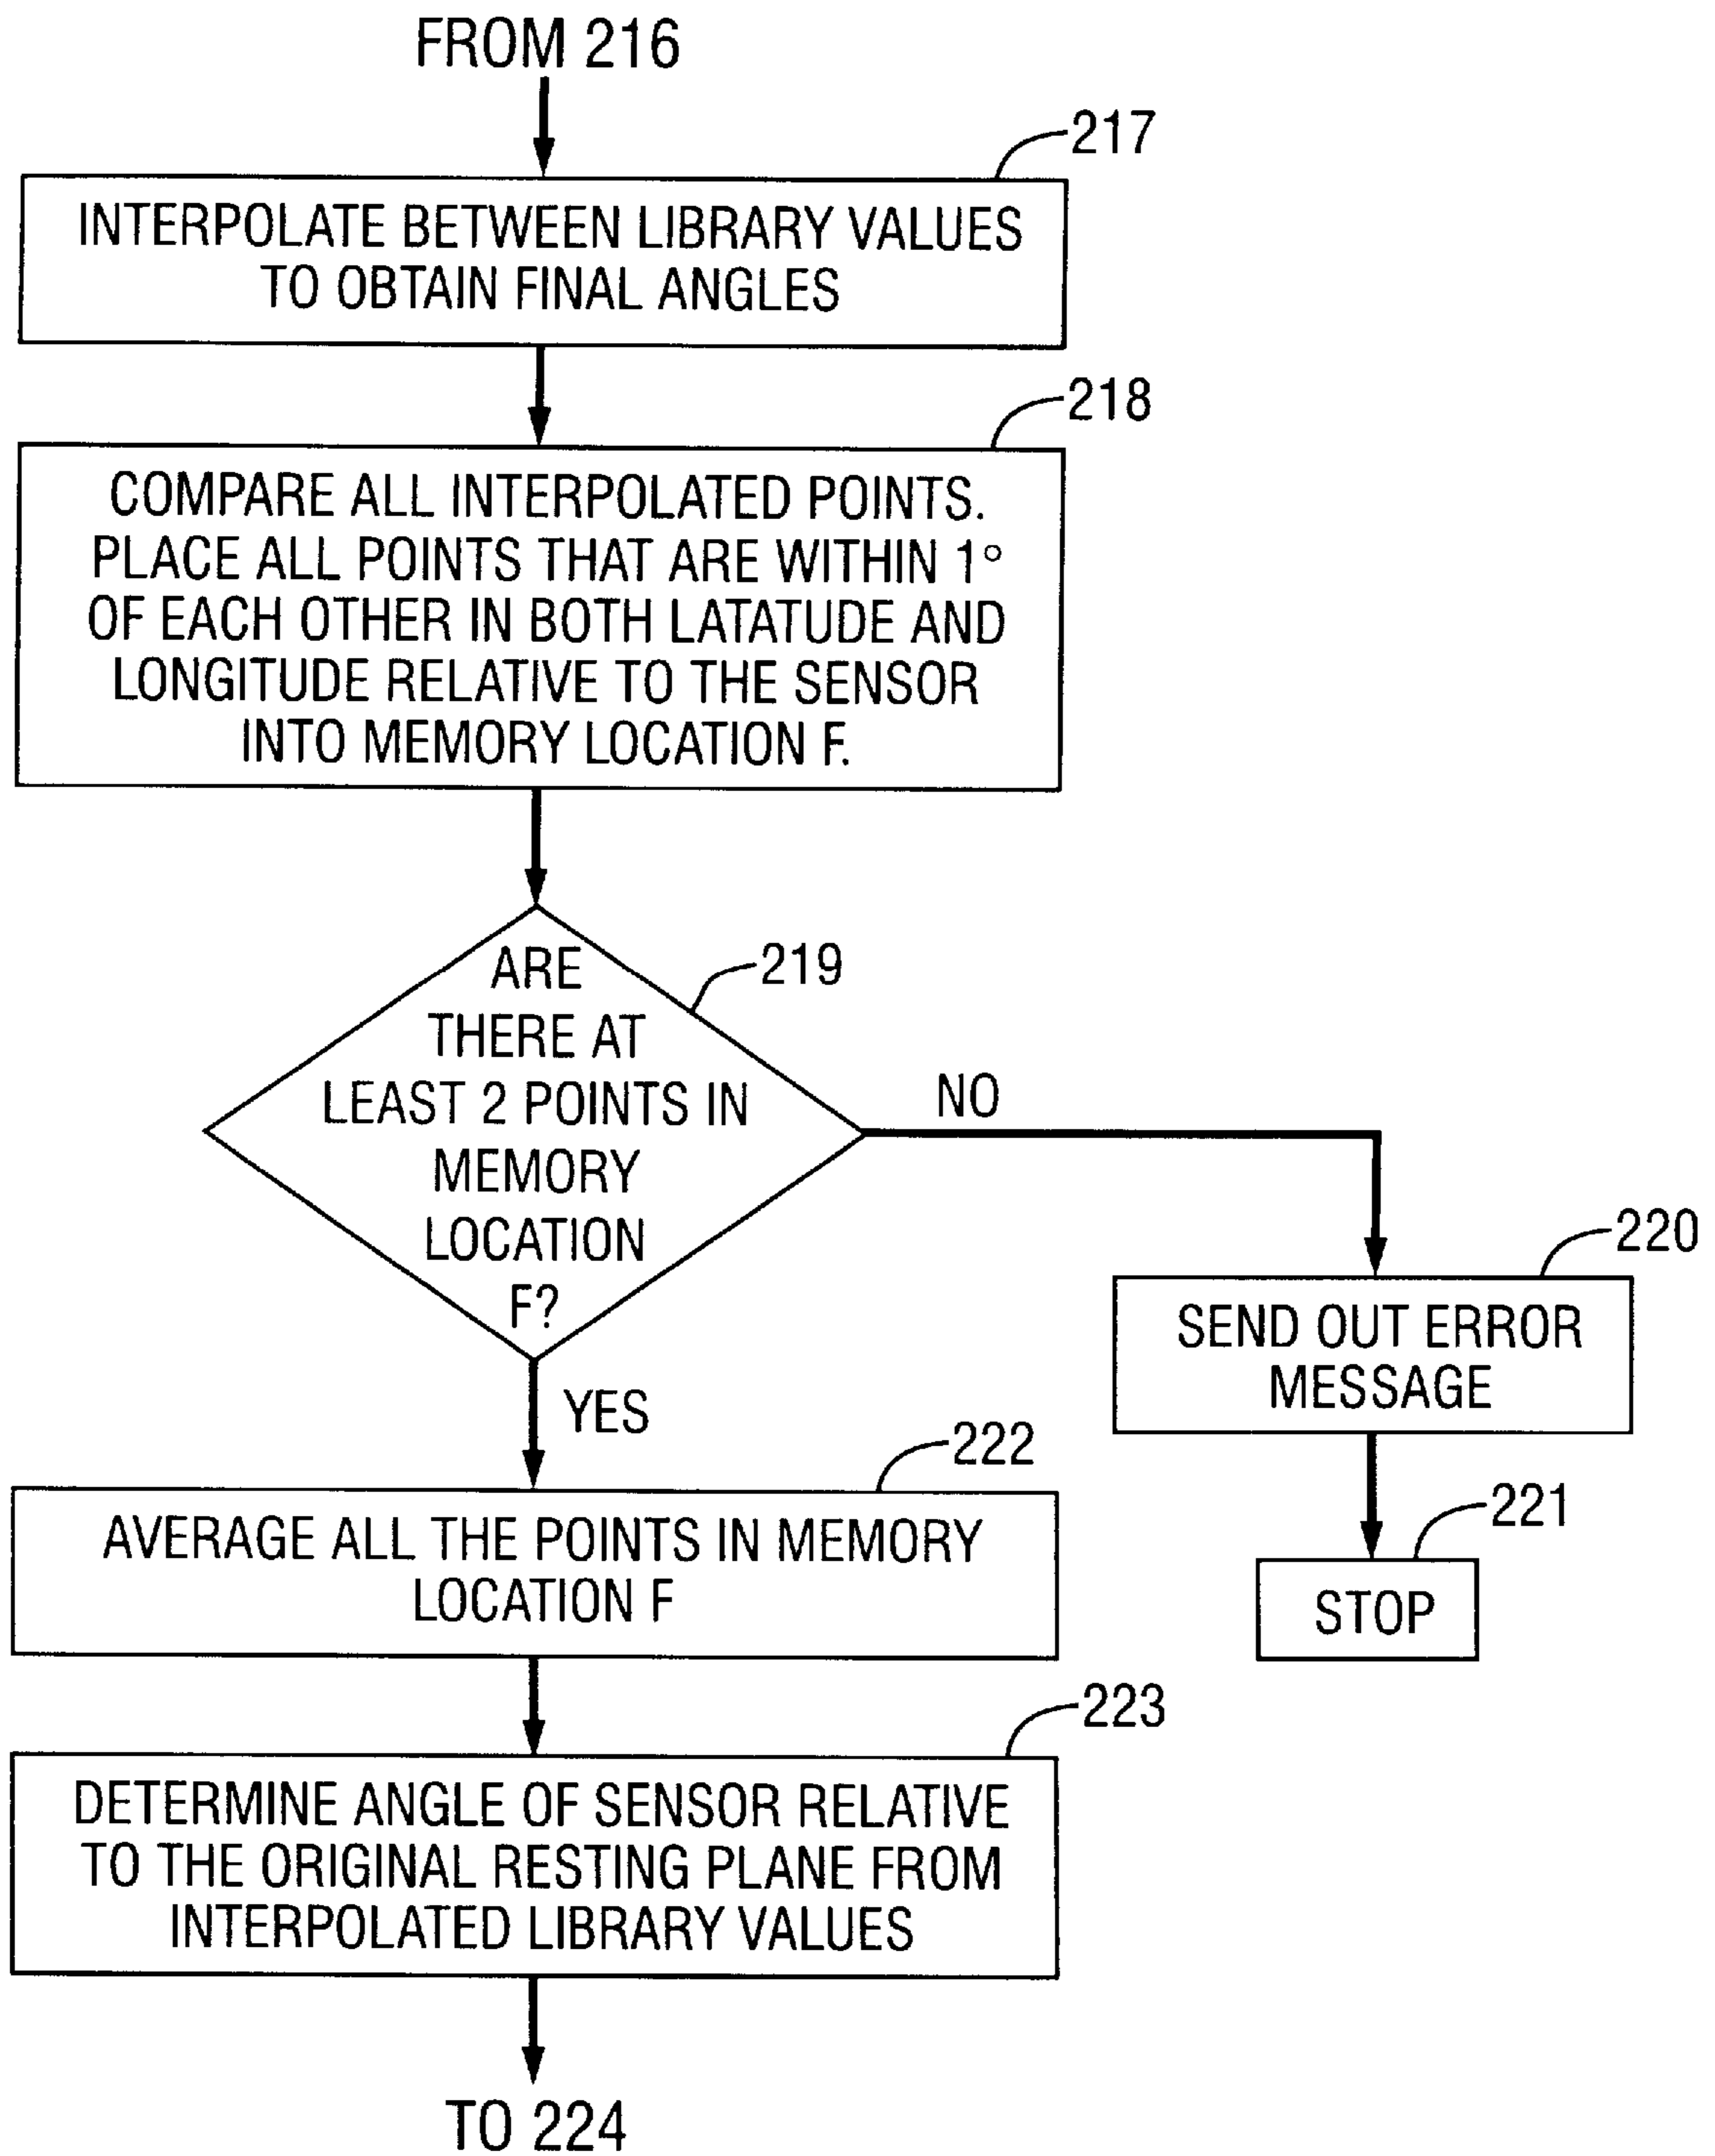 FROM 216
217
INTERPOLATE BETWEEN LIBRARY VALUES
TO OBTAIN FINAL ANGLES
218
COMPARE ALL INTERPOLATED POINTS.
PLACE ALL POINTS THAT ARE WITHIN 1°
OF EACH OTHER IN BOTH LATATUDE AND
LONGITUDE RELATIVE TO THE SENSOR
INTO MEMORY LOCATION F.
219
ARE
THERE AT
LEAST 2 POINTS IN
MEMORY
LOCATION
F?
NO
220
SEND OUT ERROR
MESSAGE
221
STOP
YES
222
AVERAGE ALL THE POINTS IN MEMORY
LOCATION F
223
DETERMINE ANGLE OF SENSOR RELATIVE
TO THE ORIGINAL RESTING PLANE FROM
INTERPOLATED LIBRARY VALUES
TO 224